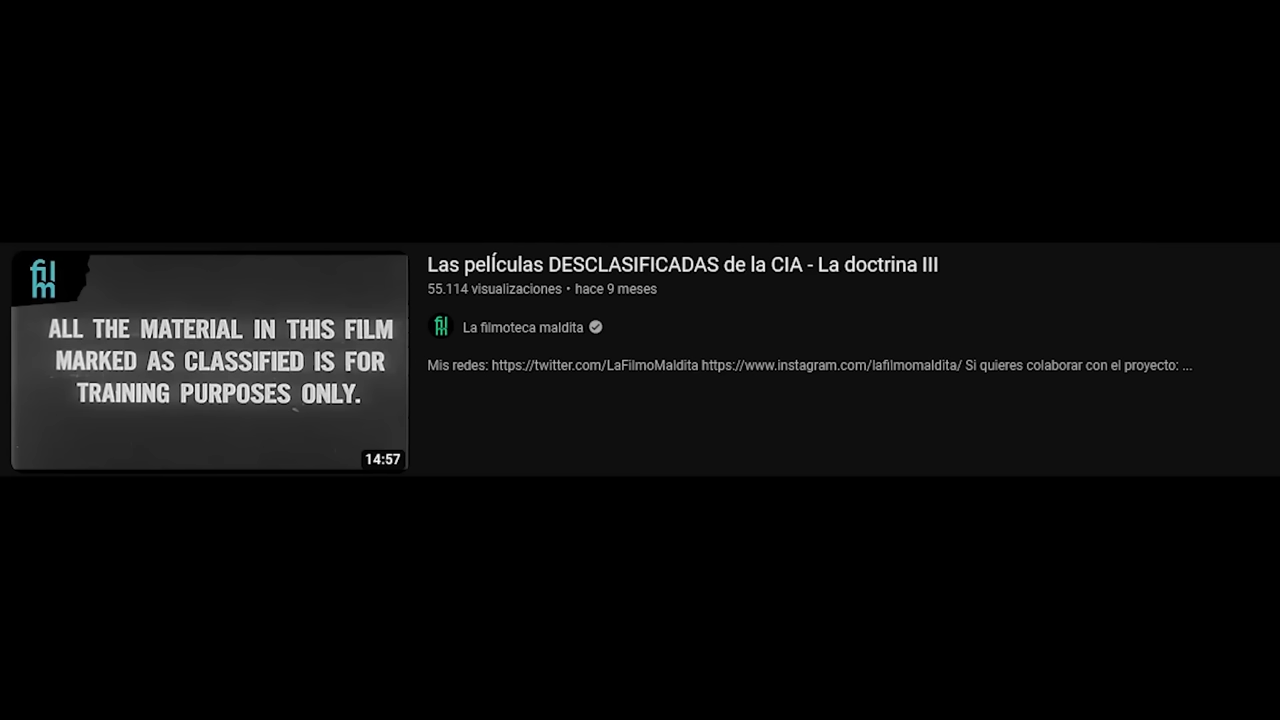 fil
m
ALL THE MATERIAL IN THIS FILM
MARKED AS CLASSIFIED IS FOR
TRAINING PURPOSES ONLY.
14:57
Las pelÍculas DESCLASIFICADAS de la CIA - La doctrina III
55.114 visualizaciones • hace 9 meses
La filmoteca maldita
Mis redes: https://twitter.com/LaFilmoMaldita https://www.instagram.com/lafilmomaldita/ Si quieres colaborar con el proyecto: ...